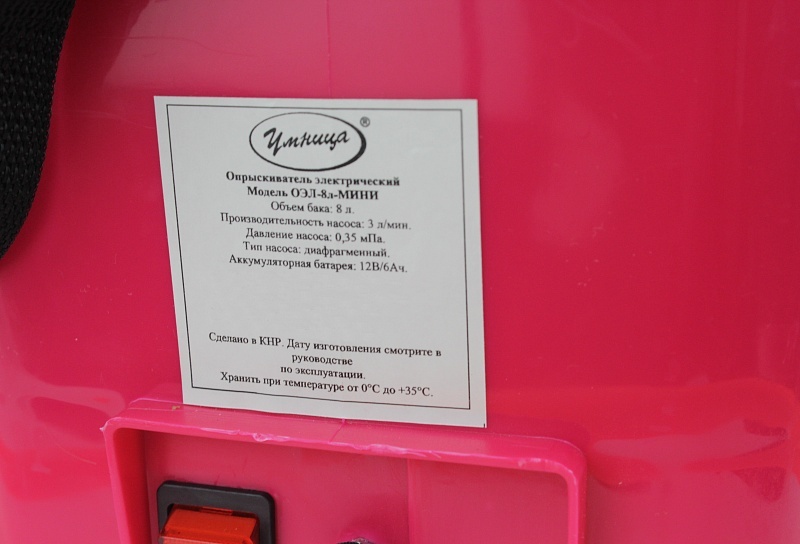 Умница®
Опрыскиватель электрический
Модель ОЭЛ-8л-МИНИ
Объем бака: 8 л.
Производительность насоса: 3 л/мин.
Давление насоса: 0,35 мПа.
Тип насоса: диафрагменный.
Аккумуляторная батарея: 12В/6Ач.
Сделано в КНР. Дату изготовления смотрите в
руководстве
по эксплуатации.
Хранить при температуре от 0°С до +35°С.